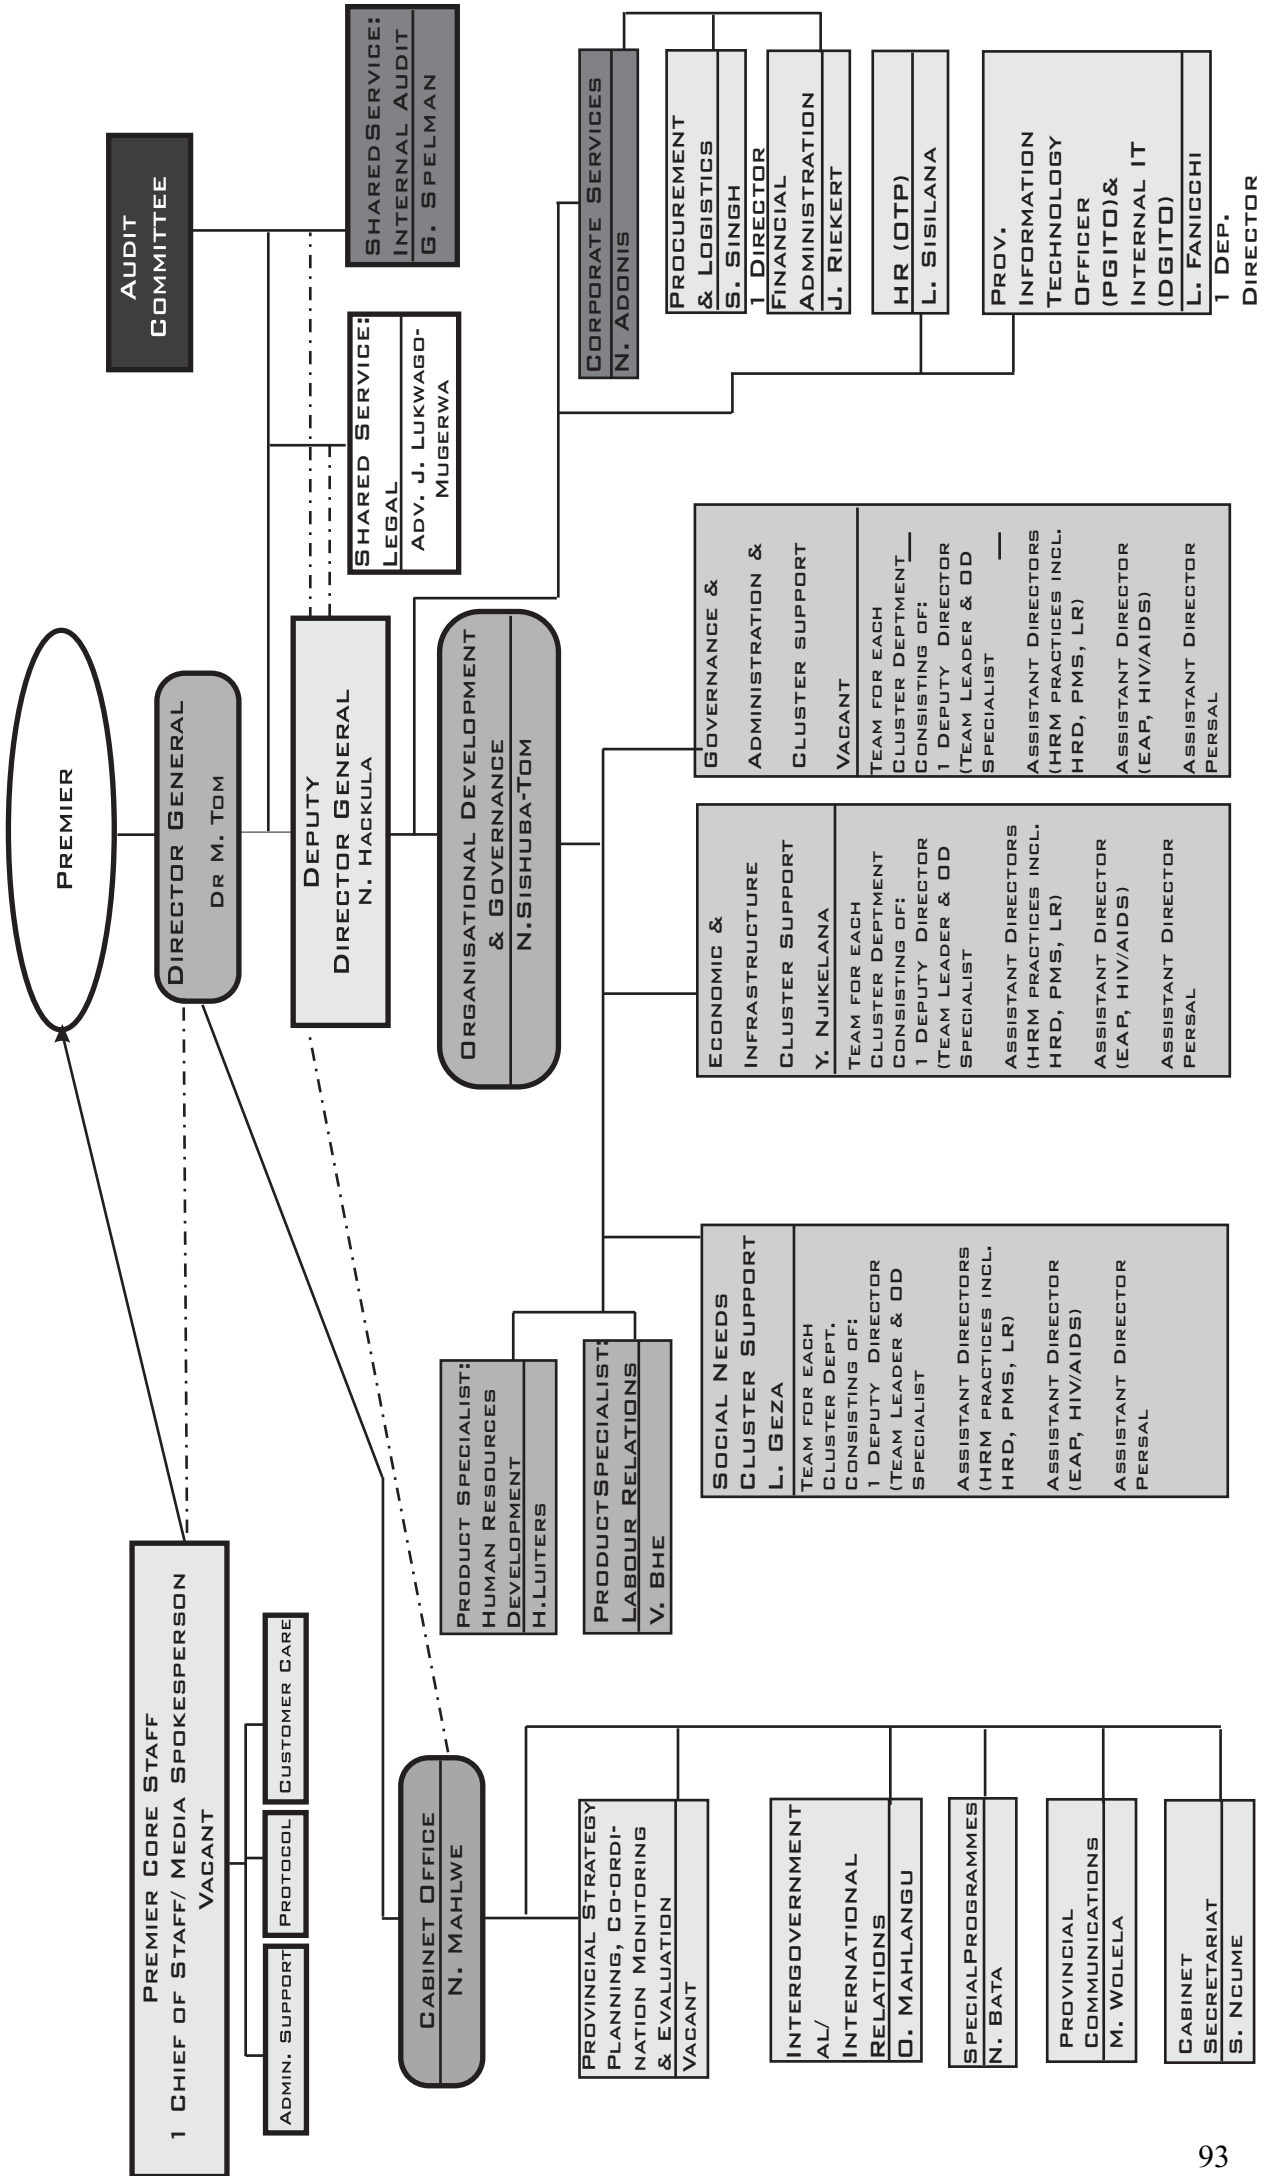 PREMIER
AUDIT
COMMITTEE
DIRECTOR GENERAL
DR M. TOM
PREMIER CORE STAFF
1 CHIEF OF STAFF/ MEDIA SPOKESPERSON
VACANT
ADMIN. SUPPORT
PROTOCOL
CUSTOMER CARE
DEPUTY
DIRECTOR GENERAL
N. HACKULA
SHARED SERVICE:
LEGAL
ADV. J. LUKWAGO-
MUGERWA
SHAREDSERVICE:
INTERNAL AUDIT
G. SPELMAN
CABINET OFFICE
N. MAHLWE
ORGANISATIONAL DEVELOPMENT
& GOVERNANCE
N.SISHUBA-TOM
PRODUCT SPECIALIST:
HUMAN RESOURCES
DEVELOPMENT
H.LUITERS
PRODUCTSPECIALIST:
LABOUR RELATIONS
V. BHE
CORPORATE SERVICES
N. ADONIS
PROCUREMENT
& LOGISTICS
S. SINGH
1 DIRECTOR
FINANCIAL
ADMINISTRATION
J. RIEKERT
HR (OTP)
L. SISILANA
PROV.
INFORMATION
TECHNOLOGY
OFFICER
(PGITO)&
INTERNAL IT
(DGITO)
L. FANICCHI
1 DEP.
DIRECTOR
PROVINCIAL STRATEGY
PLANNING, CO-ORDI-
NATION MONITORING
& EVALUATION
VACANT
INTERGOVERNMENT
AL/
INTERNATIONAL
RELATIONS
O. MAHLANGU
SPECIALPROGRAMMES
N. BATA
PROVINCIAL
COMMUNICATIONS
M. WOLELA
CABINET
SECRETARIAT
S. NCUME
SOCIAL NEEDS
CLUSTER SUPPORT
L. GEZA
TEAM FOR EACH
CLUSTER DEPT.
CONSISTING OF:
1 DEPUTY DIRECTOR
(TEAM LEADER & OD
SPECIALIST
ASSISTANT DIRECTORS
(HRM PRACTICES INCL.
HRD, PMS, LR)
ASSISTANT DIRECTOR
(EAP, HIV/AIDS)
ASSISTANT DIRECTOR
PERSAL
ECONOMIC &
INFRASTRUCTURE
CLUSTER SUPPORT
Y. NJIKELANA
TEAM FOR EACH
CLUSTER DEPTMENT
CONSISTING OF:
1 DEPUTY DIRECTOR
(TEAM LEADER & OD
SPECIALIST
ASSISTANT DIRECTORS
(HRM PRACTICES INCL.
HRD, PMS, LR)
ASSISTANT DIRECTOR
(EAP, HIV/AIDS)
ASSISTANT DIRECTOR
PERSAL
GOVERNANCE &
ADMINISTRATION &
CLUSTER SUPPORT
VACANT
TEAM FOR EACH
CLUSTER DEPTMENT
CONSISTING OF:
1 DEPUTY DIRECTOR
(TEAM LEADER & OD
SPECIALIST
ASSISTANT DIRECTORS
(HRM PRACTICES INCL.
HRD, PMS, LR)
ASSISTANT DIRECTOR
(EAP, HIV/AIDS)
ASSISTANT DIRECTOR
PERSAL
93